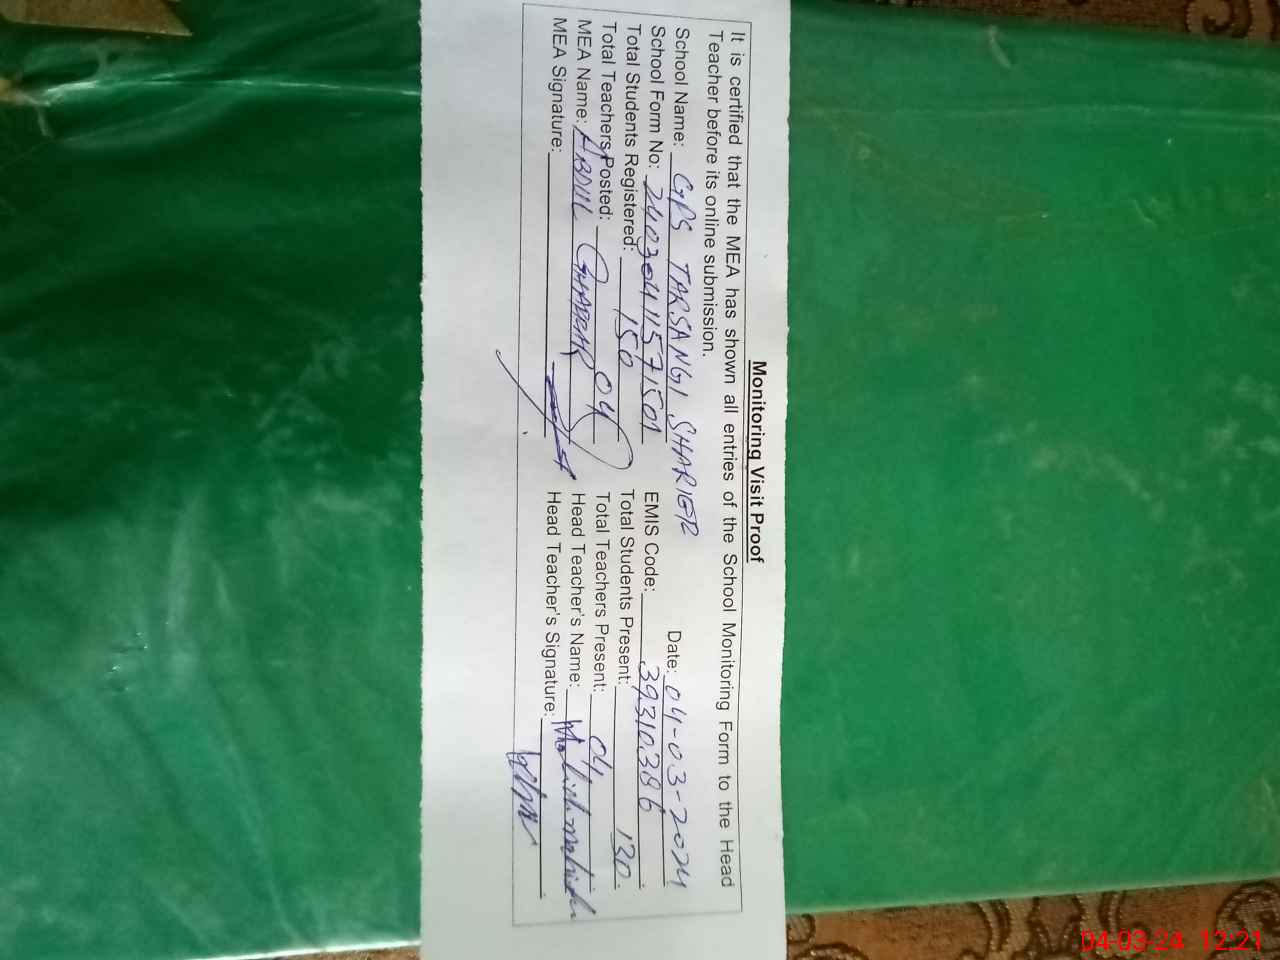 Monitoring Visit Proof
It is certified that the MEA has shown all entries of the School Monitoring Form to the Head
Teacher before its online submission.
School Name: GPS TARSANGI SHARIER Date: 04-03-2024
School Form No: 24030411571501 EMIS Code: 39310386
Total Students Registered: 150 Total Students Present: 130
Total Teachers Posted: 04 Total Teachers Present: 04
MEA Name: ABDUL GHAFFAR Head Teacher's Name:
MEA Signature: Head Teacher's Signature:
04-03-24 12:21